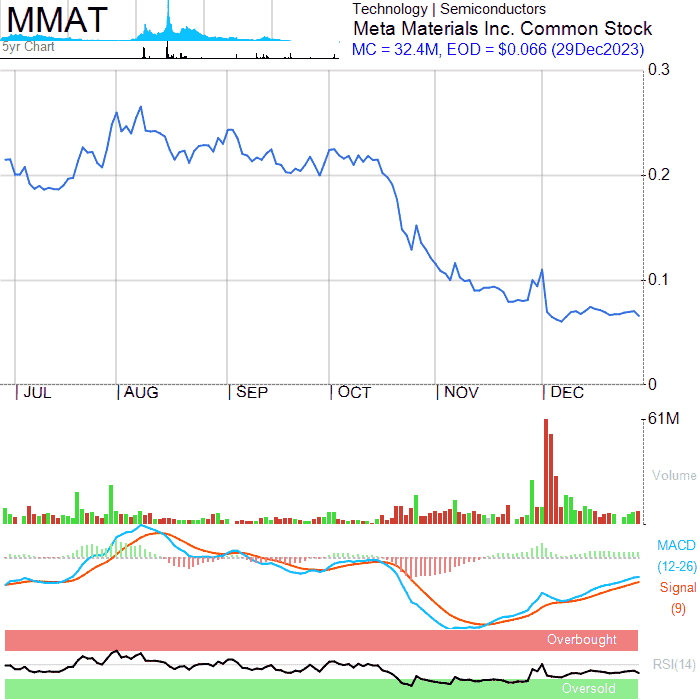 MMAT
5yr Chart
Technology | Semiconductors
Meta Materials Inc. Common Stock
MC = 32.4M, EOD = $0.066 (29Dec2023)
0.3
0.2
0.1
0
JUL AUG SEP OCT NOV DEC
61M
Volume
MACD
(12-26)
Signal
(9)
Overbought
RSI(14)
Oversold